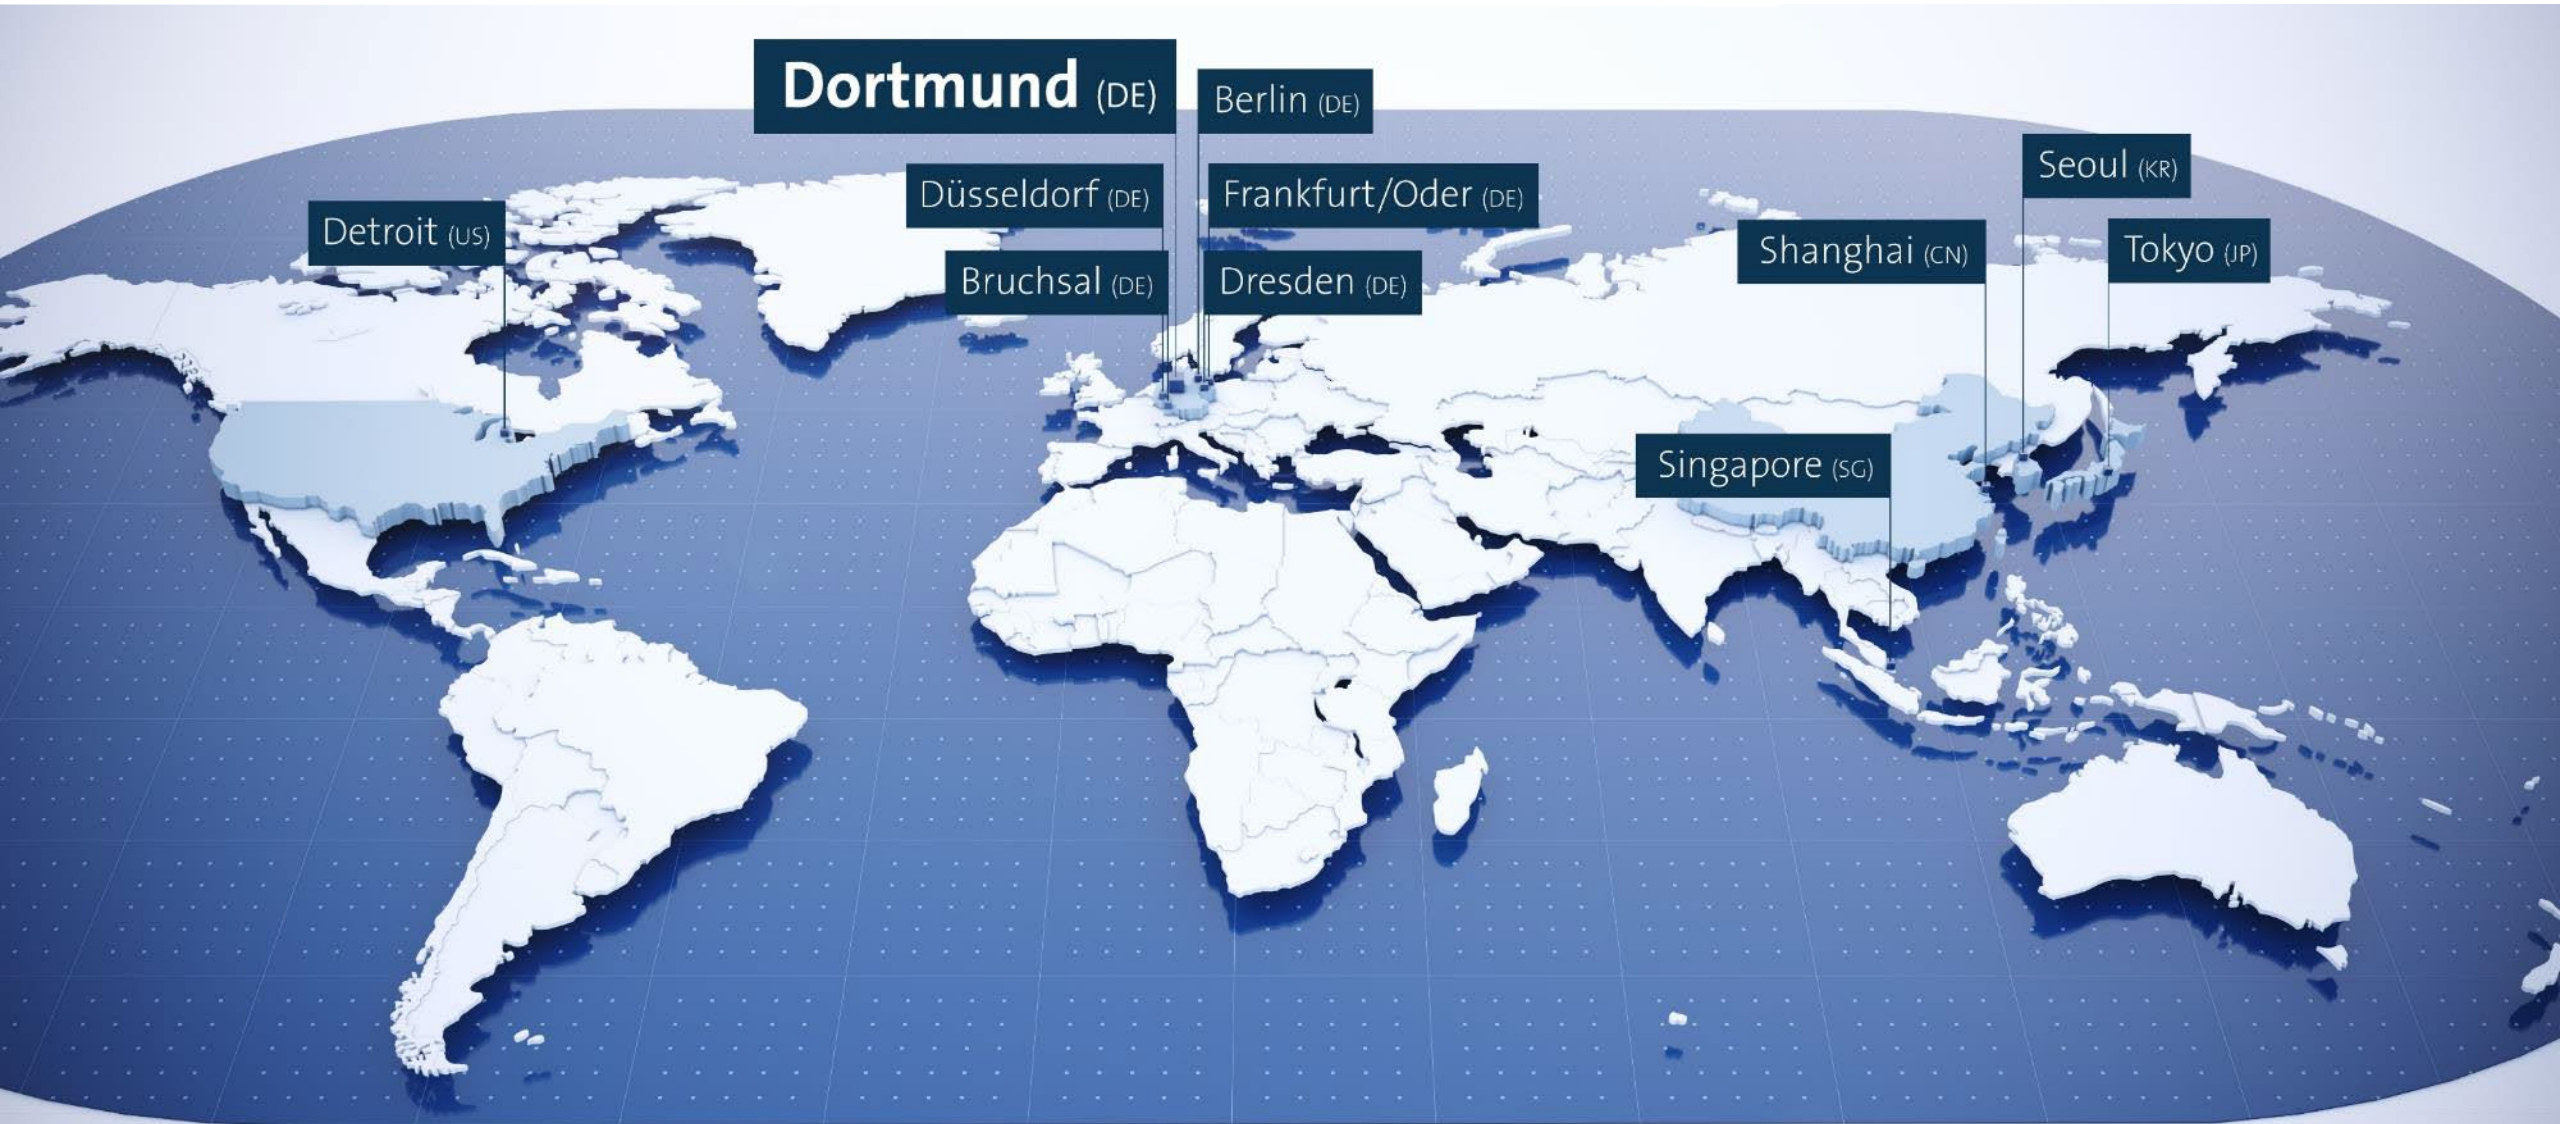 Dortmund (DE)
Berlin (DE)
Seoul (KR)
Düsseldorf (DE)
Frankfurt/Oder (DE)
Detroit (US)
Shanghai (CN)
Tokyo (JP)
Bruchsal (DE)
Dresden (DE)
Singapore (SG)